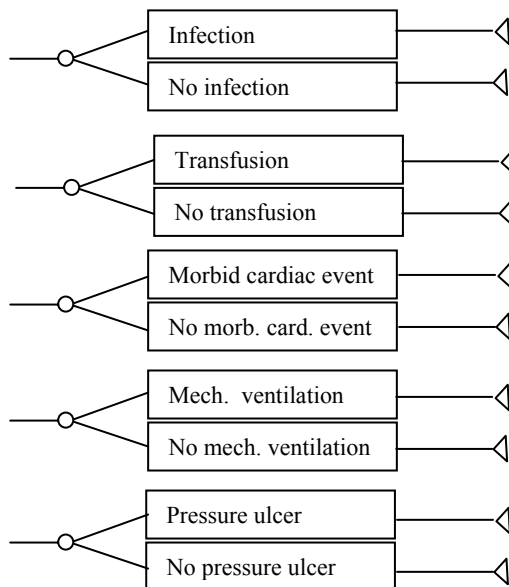 Infection
No infection
Transfusion
No transfusion
Morbid cardiac event
No morb. card. event
Mech. ventilation
No mech. ventilation
Pressure ulcer
No pressure ulcer